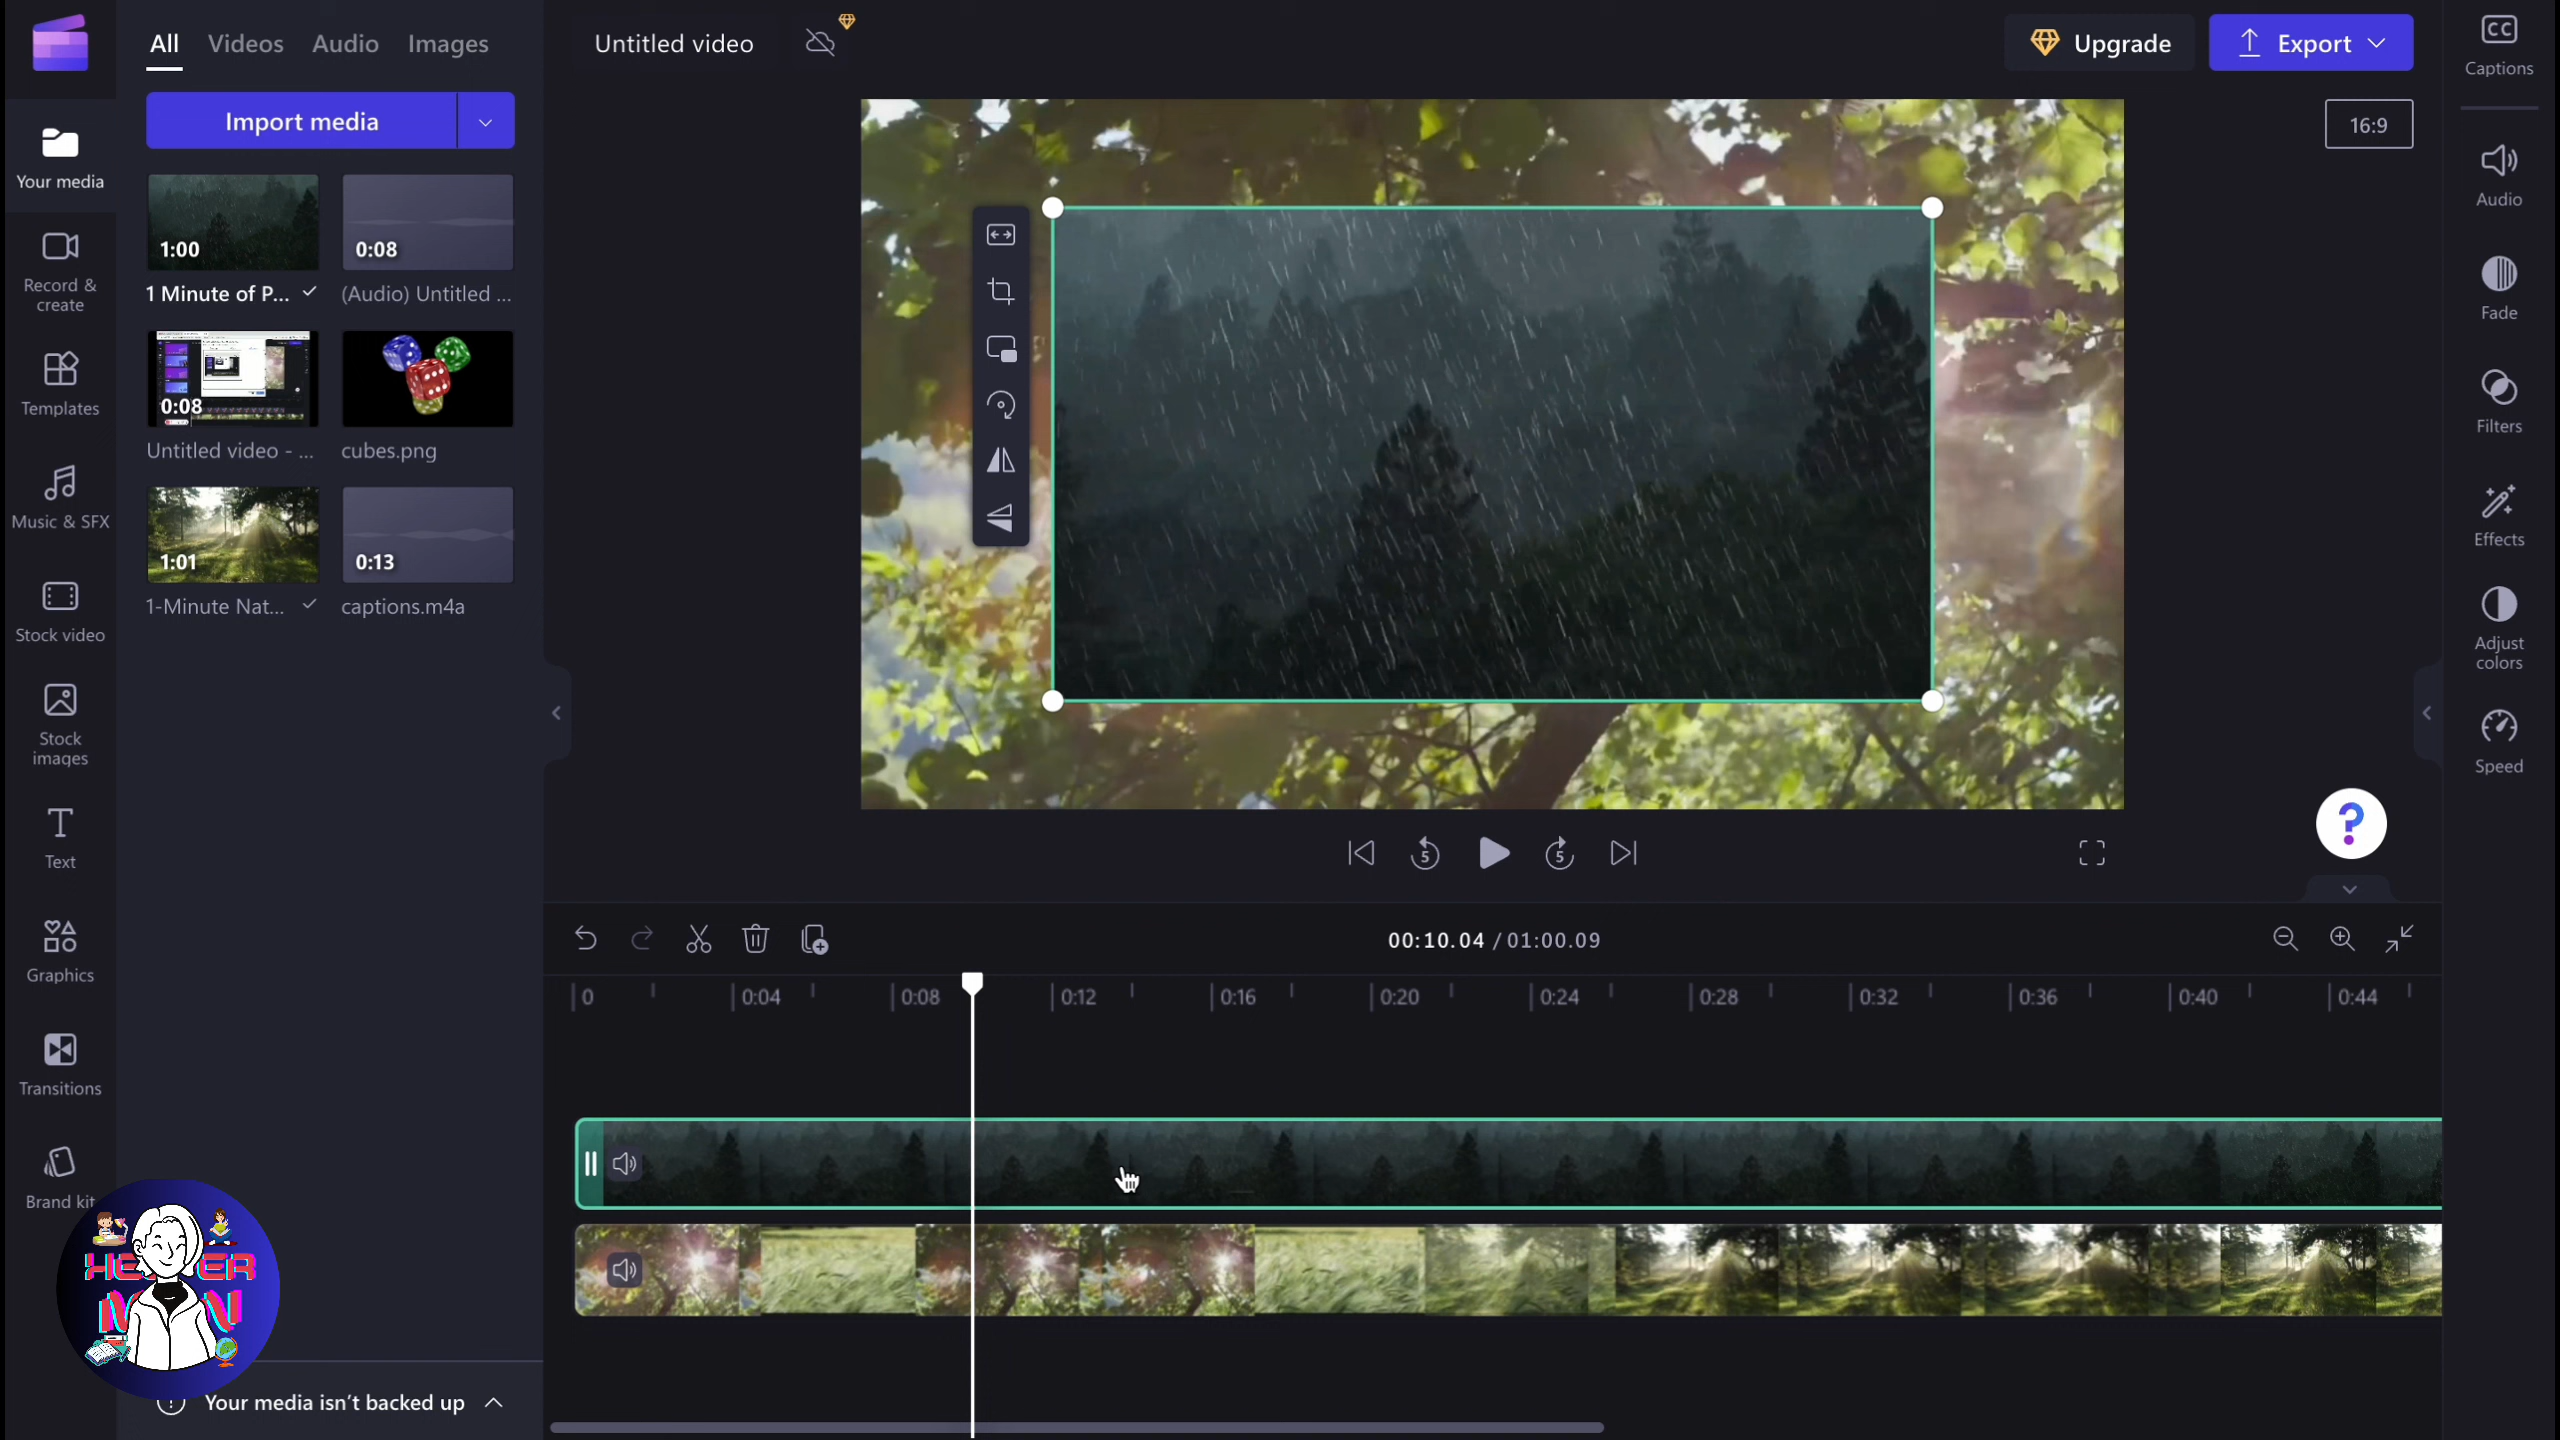 All Videos Audio Images
Import media
Your media
1:00
1 Minute of P...
0:08
(Audio) Untitled ...
0:08
Untitled video - ...
cubes.png
1:01
1-Minute Nat...
0:13
captions.m4a
Record &
create
Templates
Music & SFX
Stock video
Stock
images
Text
Graphics
Transitions
Brand kit
Your media isn't backed up
Untitled video
Upgrade
Export
16:9
5
5
?
00:10.04 / 01:00.09
0 0:04 0:08 0:12 0:16 0:20 0:24 0:28 0:32 0:36 0:40 0:44
CC
Captions
Audio
Fade
Filters
Effects
Adjust
colors
Speed